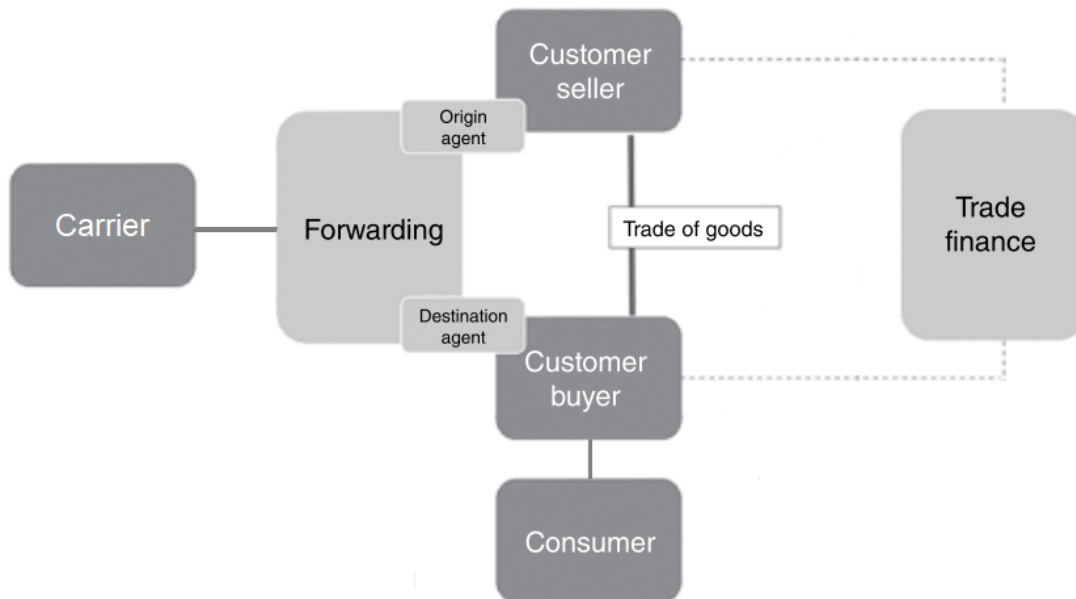 Customer
seller
Origin
agent
Carrier
Forwarding
Trade of goods
Trade
finance
Destination
agent
Customer
buyer
Consumer